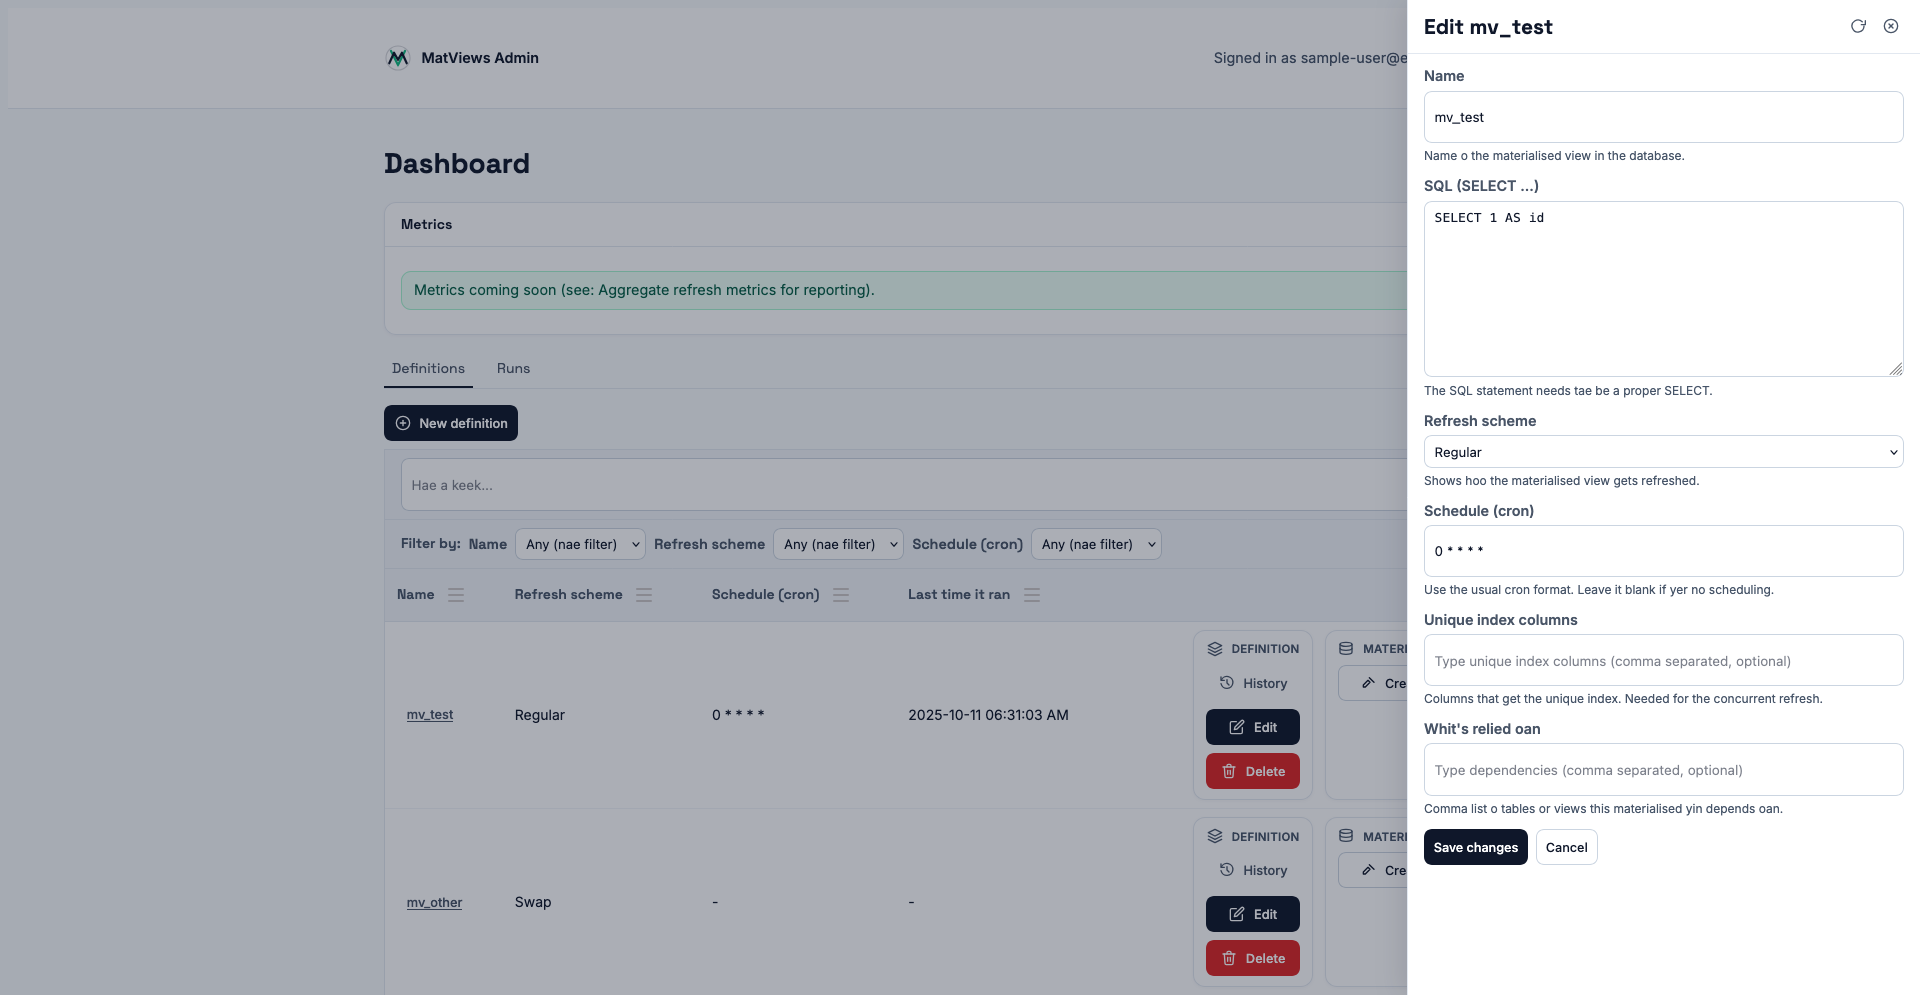 MatViews Admin
Signed in as sample-user@e
Dashboard
Metrics
Metrics coming soon (see: Aggregate refresh metrics for reporting).
Definitions
Runs
New definition
Hae a keek...
Filter by:
Name
Any (nae filter)
Refresh scheme
Any (nae filter)
Schedule (cron)
Any (nae filter)
Name
Refresh scheme
Schedule (cron)
Last time it ran
mv_test
Regular
0 * * * *
2025-10-11 06:31:03 AM
DEFINITION
History
Edit
Delete
MATERI
Cre
mv_other
Swap
-
-
DEFINITION
History
Edit
Delete
MATERI
Cre
Edit mv_test
Name
mv_test
Name o the materialised view in the database.
SQL (SELECT ...)
SELECT 1 AS id
The SQL statement needs tae be a proper SELECT.
Refresh scheme
Regular
Shows hoo the materialised view gets refreshed.
Schedule (cron)
0 * * * *
Use the usual cron format. Leave it blank if yer no scheduling.
Unique index columns
Type unique index columns (comma separated, optional)
Columns that get the unique index. Needed for the concurrent refresh.
Whit's relied oan
Type dependencies (comma separated, optional)
Comma list o tables or views this materialised yin depends oan.
Save changes
Cancel